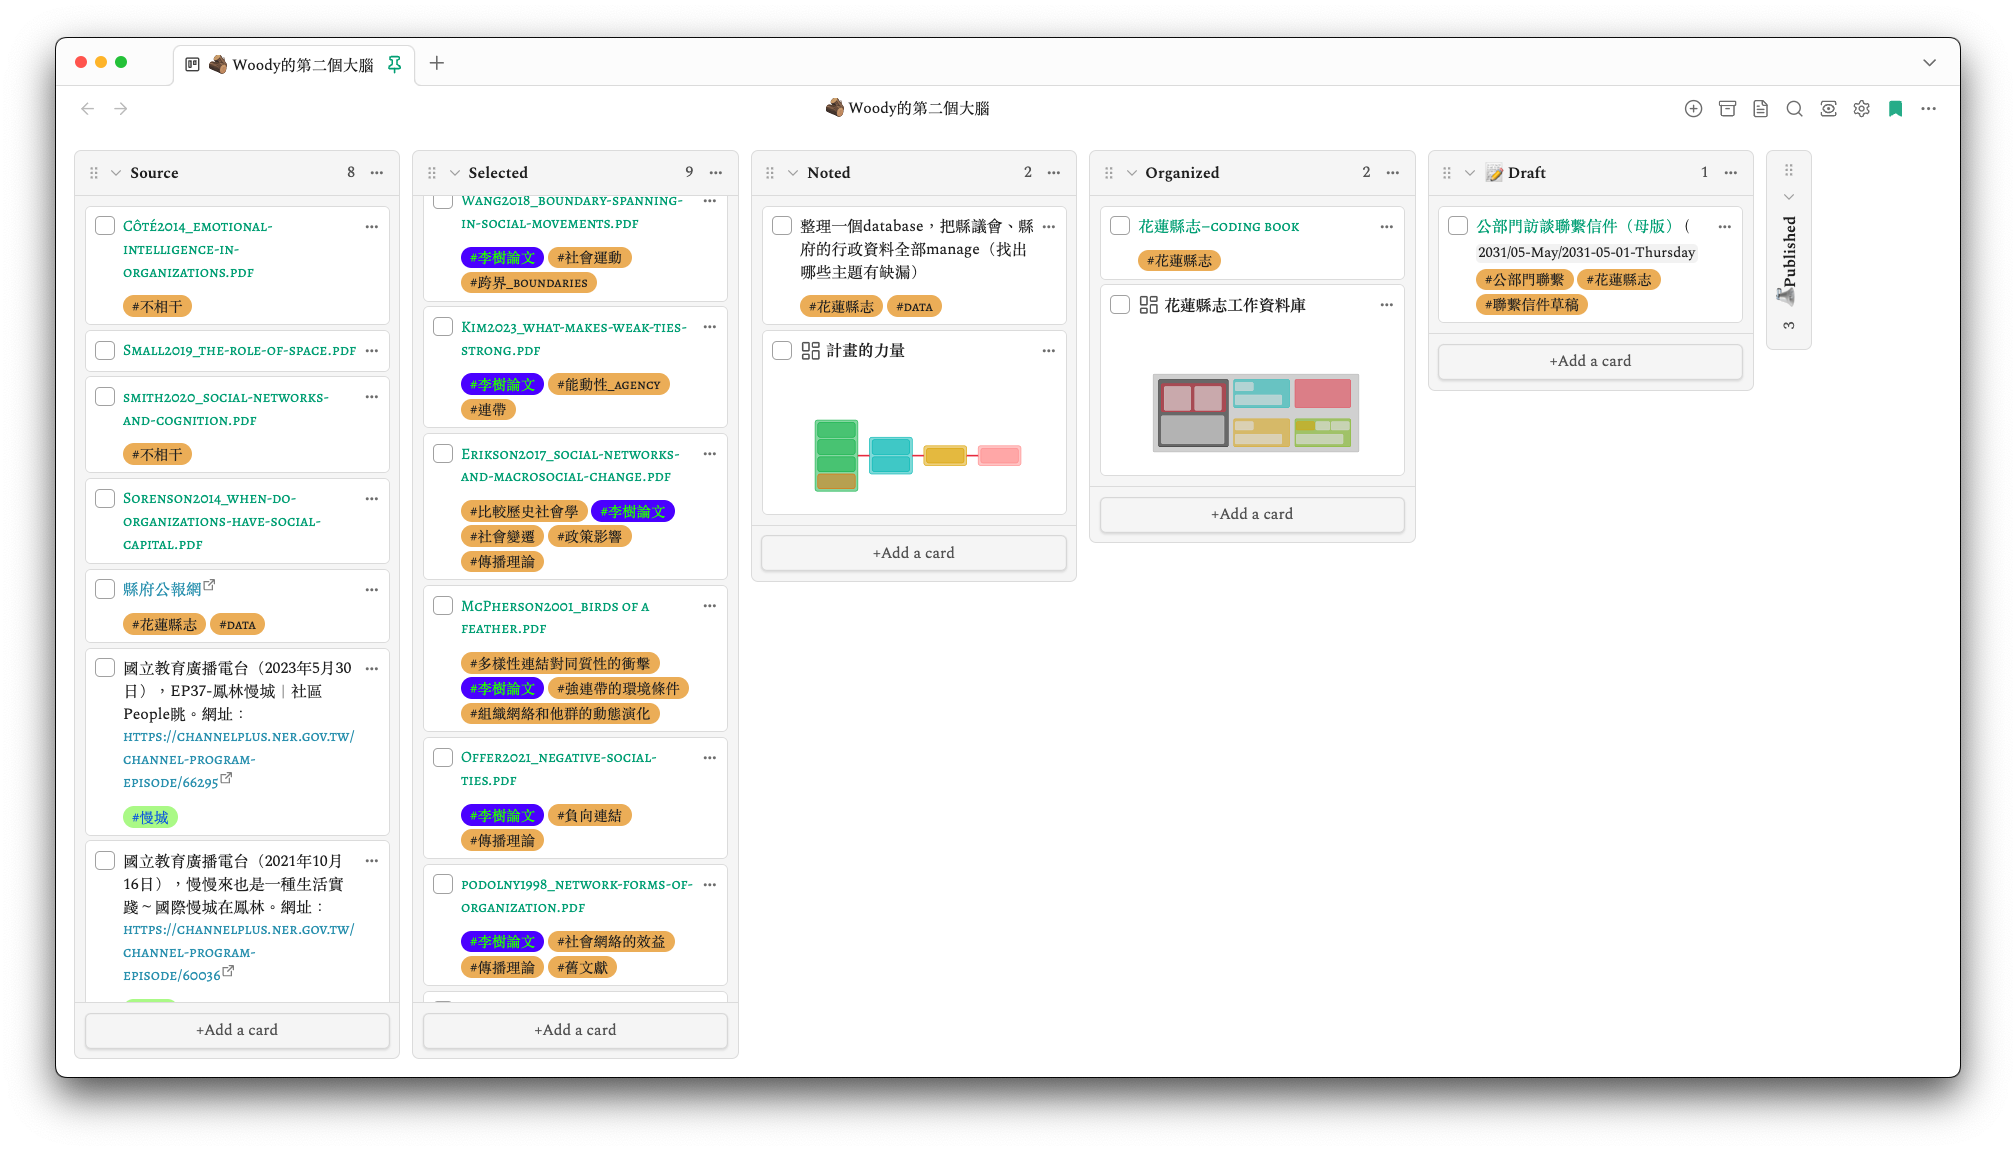 Woody的第二個大腦
Woody的第二個大腦
Source 8
Côté2014_emotional-
intelligence-in-
organizations.pdf
#不相干
Small2019_the-role-of-space.pdf
smith2020_social-networks-
and-cognition.pdf
#不相干
Sorenson2014_when-do-
organizations-have-social-
capital.pdf
縣府公報網
#花蓮縣志 #data
國立教育廣播電台（2023年5月30
日），EP37-鳳林慢城｜社區
People眺。網址：
https://channelplus.ner.gov.tw/
channel-program-
episode/66295
#慢城
國立教育廣播電台（2021年10月
16日），慢慢來也是一種生活實
踐～國際慢城在鳳林。網址：
https://channelplus.ner.gov.tw/
channel-program-
episode/60036
+Add a card
Selected 9
Wang2018_boundary-spanning-
in-social-movements.pdf
#李樹論文 #社會運動
#跨界_boundaries
Kim2023_what-makes-weak-ties-
strong.pdf
#李樹論文 #能動性_agency
#連帶
Erikson2017_social-networks-
and-macrosocial-change.pdf
#比較歷史社會學 #李樹論文
#社會變遷 #政策影響
#傳播理論
McPherson2001_birds of a
feather.pdf
#多樣性連結對同質性的衝擊
#李樹論文 #強連帶的環境條件
#組織網絡和他群的動態演化
Offer2021_negative-social-
ties.pdf
#李樹論文 #負向連結
#傳播理論
podolny1998_network-forms-of-
organization.pdf
#李樹論文 #社會網絡的效益
#傳播理論 #舊文獻
+Add a card
Noted 2
整理一個database，把縣議會、縣
府的行政資料全部manage（找出
哪些主題有缺漏）
#花蓮縣志 #data
計畫的力量
+Add a card
Organized 2
花蓮縣志–coding book
#花蓮縣志
花蓮縣志工作資料庫
+Add a card
Draft 1
公部門訪談聯繫信件（母版）(
2031/05-May/2031-05-01-Thursday
#公部門聯繫 #花蓮縣志
#聯繫信件草稿
+Add a card
Published 3